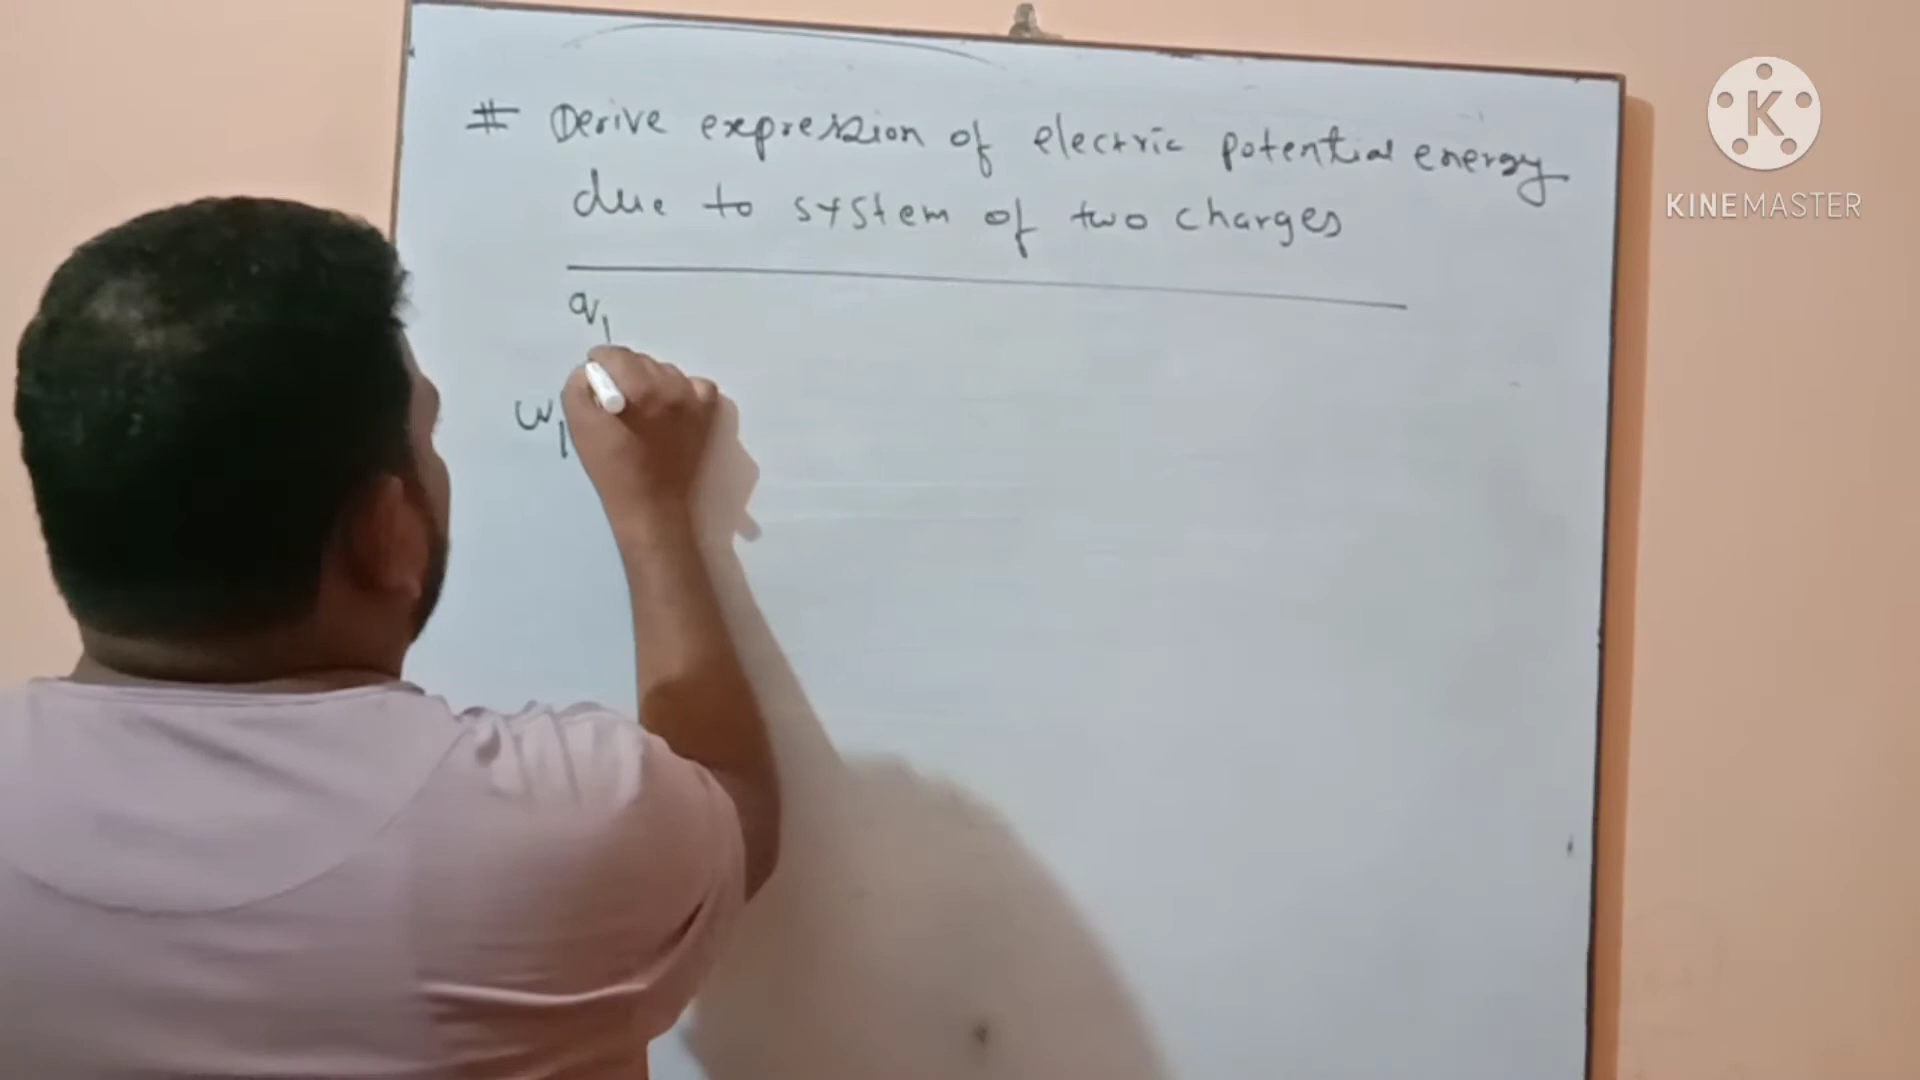 # Derive expression of electric potential energy
due to system of two charges
q1
w1
K
KINEMASTER